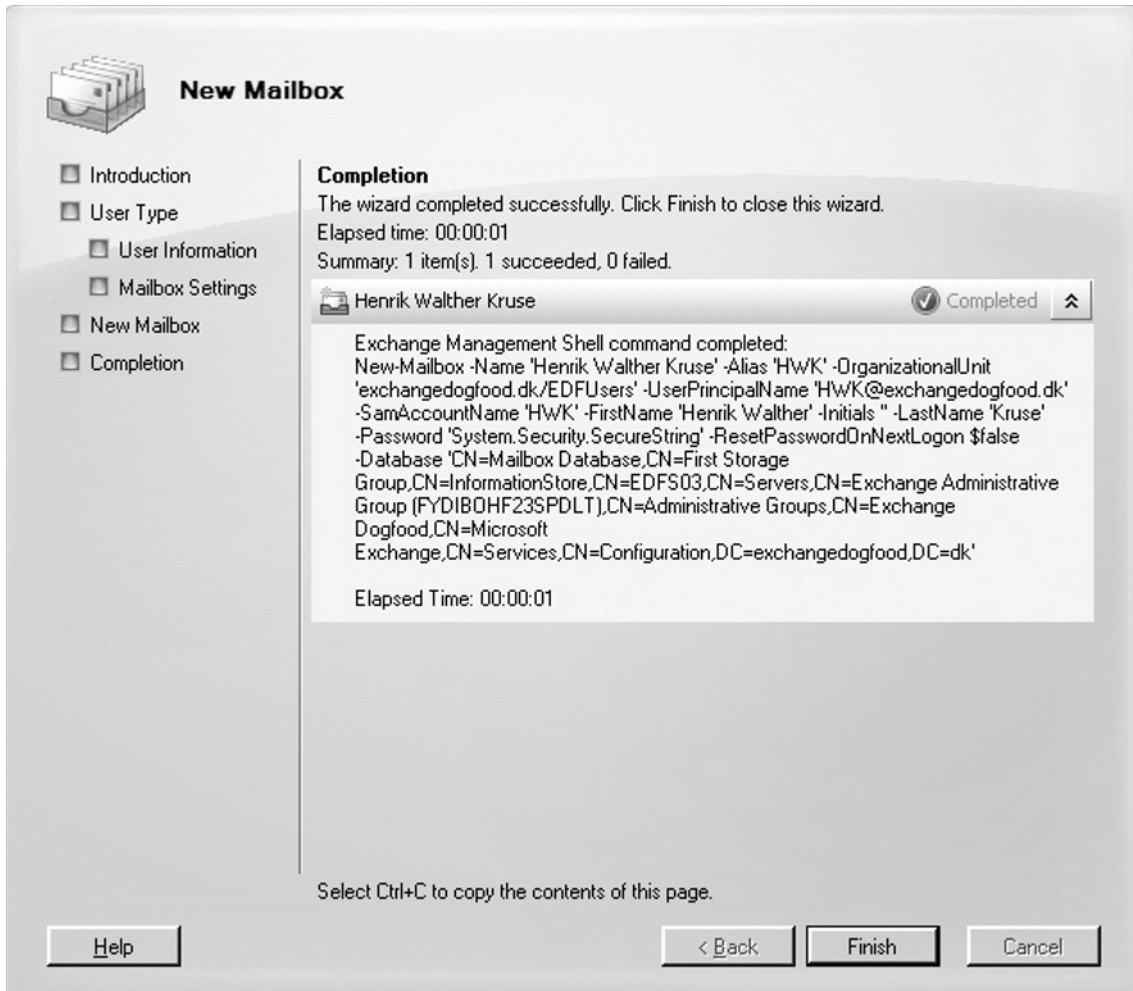 New Mailbox
Introduction
User Type
User Information
Mailbox Settings
New Mailbox
Completion
Completion
The wizard completed successfully. Click Finish to close this wizard.
Elapsed time: 00:00:01
Summary: 1 item(s). 1 succeeded, 0 failed.
Henrik Walther Kruse
Completed
Exchange Management Shell command completed:
New-Mailbox -Name 'Henrik Walther Kruse' -Alias 'HWK' -OrganizationalUnit
'exchangedogfood.dk/EDFUsers' -UserPrincipalName 'HWK@exchangedogfood.dk'
-SamAccountName 'HWK' -FirstName 'Henrik Walther' -Initials '' -LastName 'Kruse'
-Password 'System.Security.SecureString' -ResetPasswordOnNextLogon $false
-Database 'CN=Mailbox Database,CN=First Storage
Group,CN=InformationStore,CN=EDFS03,CN=Servers,CN=Exchange Administrative
Group (FYDIBOHF23SPDLT),CN=Administrative Groups,CN=Exchange
Dogfood,CN=Microsoft
Exchange,CN=Services,CN=Configuration,DC=exchangedogfood,DC=dk'
Elapsed Time: 00:00:01
Select Ctrl+C to copy the contents of this page.
Help
< Back
Finish
Cancel